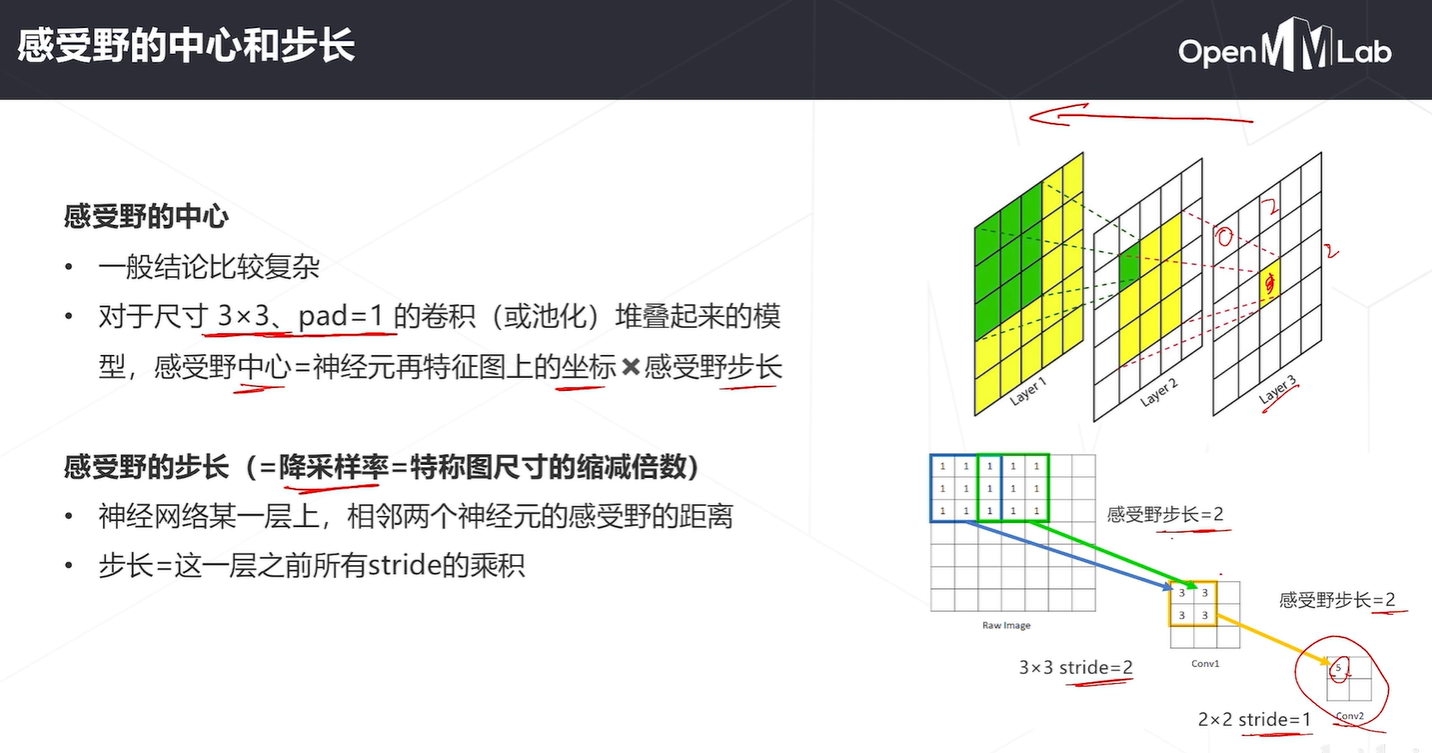 感受野的中心和步长
OpenMMLab
感受野的中心
• 一般结论比较复杂
• 对于尺寸 3×3、pad=1 的卷积（或池化）堆叠起来的模
型，感受野中心=神经元再特征图上的坐标✖感受野步长
感受野的步长（=降采样率=特称图尺寸的缩减倍数）
• 神经网络某一层上，相邻两个神经元的感受野的距离
• 步长=这一层之前所有stride的乘积
0
2
2
Layer 1
Layer 2
Layer 3
1 1 1 1 1
1 1 1 1 1
1 1 1 1 1
Raw Image
感受野步长=2
3 3
3 3
Conv1
3×3 stride=2
感受野步长=2
5
Conv2
2×2 stride=1